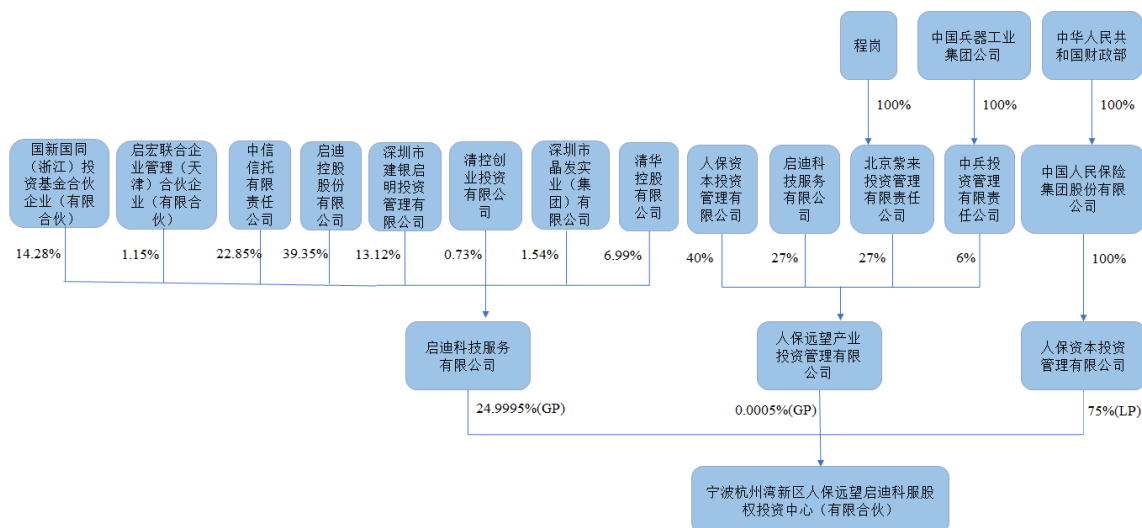 程岗
中国兵器工业
集团公司
中华人民共
和国财政部
100%
100%
100%
国新国同
（浙江）投
资基金合伙
企业（有限
合伙）
启宏联合企
业管理（天
津）合伙企
业（有限合
伙）
中信
信托
有限
责任
公司
启迪
控股
股份
有限
公司
深圳市
建银启
明投资
管理有
限公司
清控创
业投资
有限公
司
深圳市
晶发实
业（集
团）有
限公司
清华
控股
有限
公司
人保资
本投资
管理有
限公司
启迪科
技服务
有限公
司
北京紫来
投资管理
有限责任
公司
中兵投
资管理
有限责
任公司
中国人民保险
集团股份有限
公司
14.28%
1.15%
22.85%
39.35%
13.12%
0.73%
1.54%
6.99%
40%
27%
27%
6%
100%
启迪科技服务
有限公司
人保远望产业
投资管理有限
公司
人保资本投资
管理有限公司
24.9995%(GP)
0.0005%(GP)
75%(LP)
宁波杭州湾新区人保远望启迪科服股
权投资中心（有限合伙）